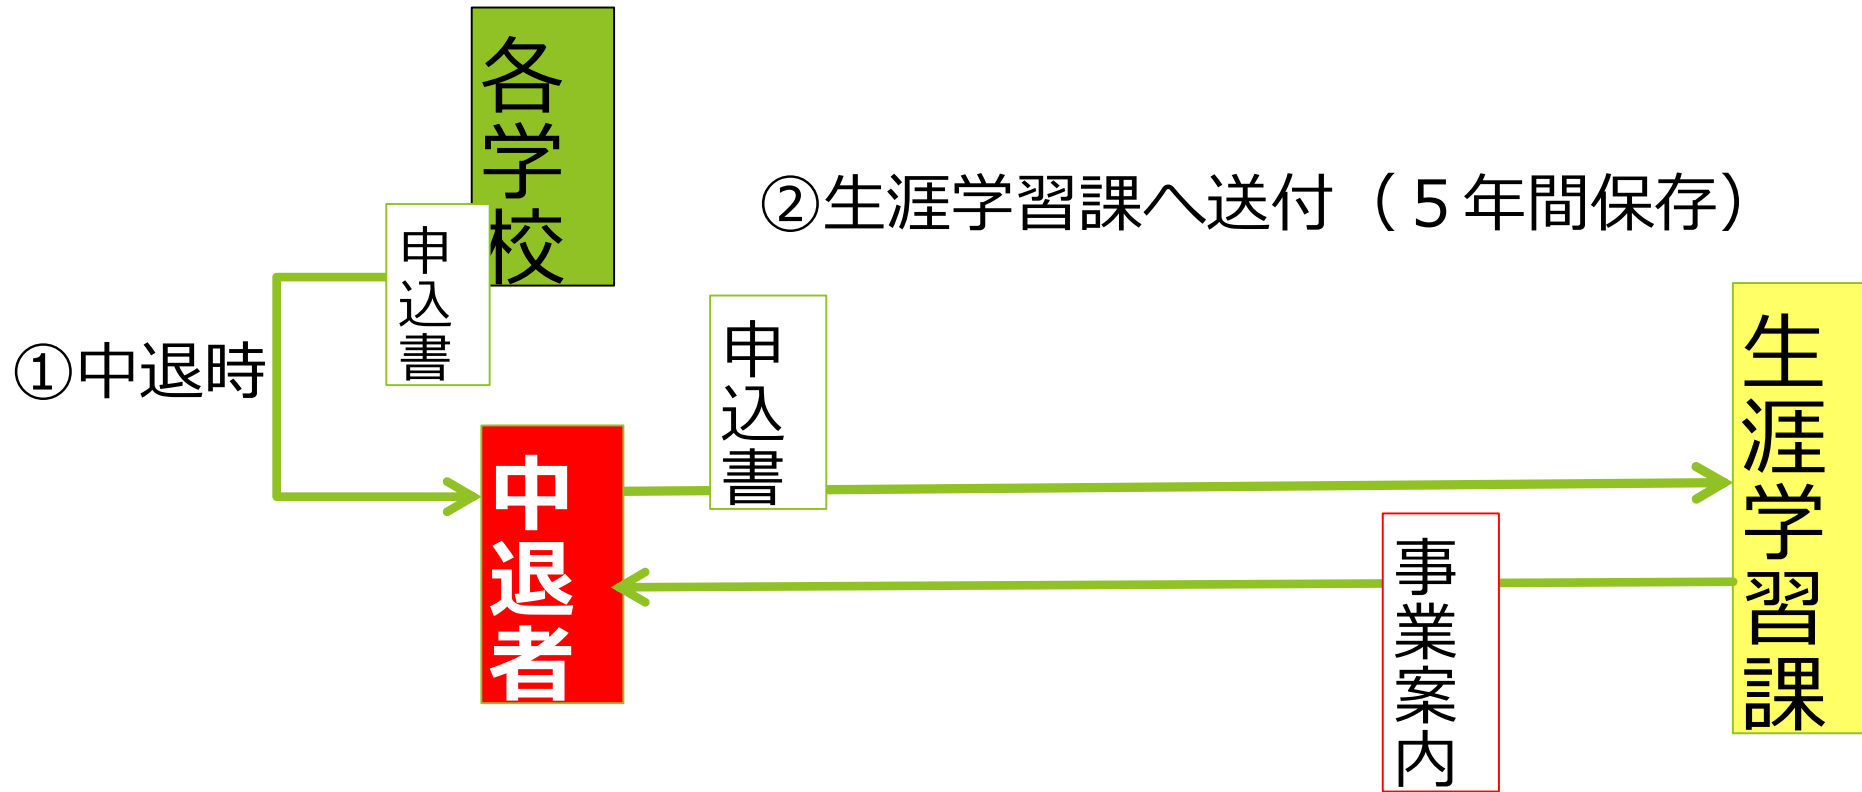 各学校
②生涯学習課へ送付（５年間保存）
申込書
①中退時
申込書
生涯学習課
中退者
事業案内